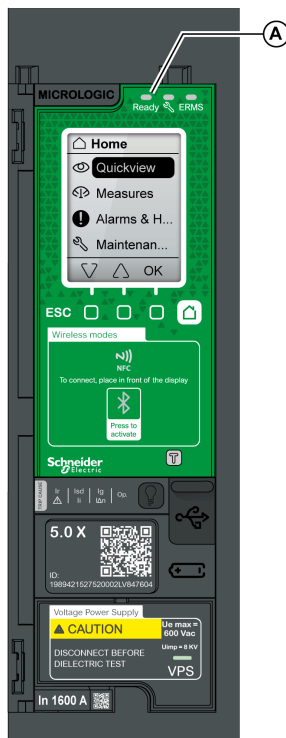 A
MICROLOGIC
Ready ERMS
Home
Quickview
Measures
Alarms & H...
Maintenan...
OK
ESC
Wireless modes
NFC
To connect, place in front of the display
Press to
activate
Schneider
Electric
T
TEST CAUSE
Ir Isd Ig Op.
Ii I∆n
5.0 X
ID:
1989421527520002LV847604
Voltage Power Supply
CAUTION
DISCONNECT BEFORE
DIELECTRIC TEST
Ue max =
600 Vac
Uimp = 8 KV
VPS
In 1600 A